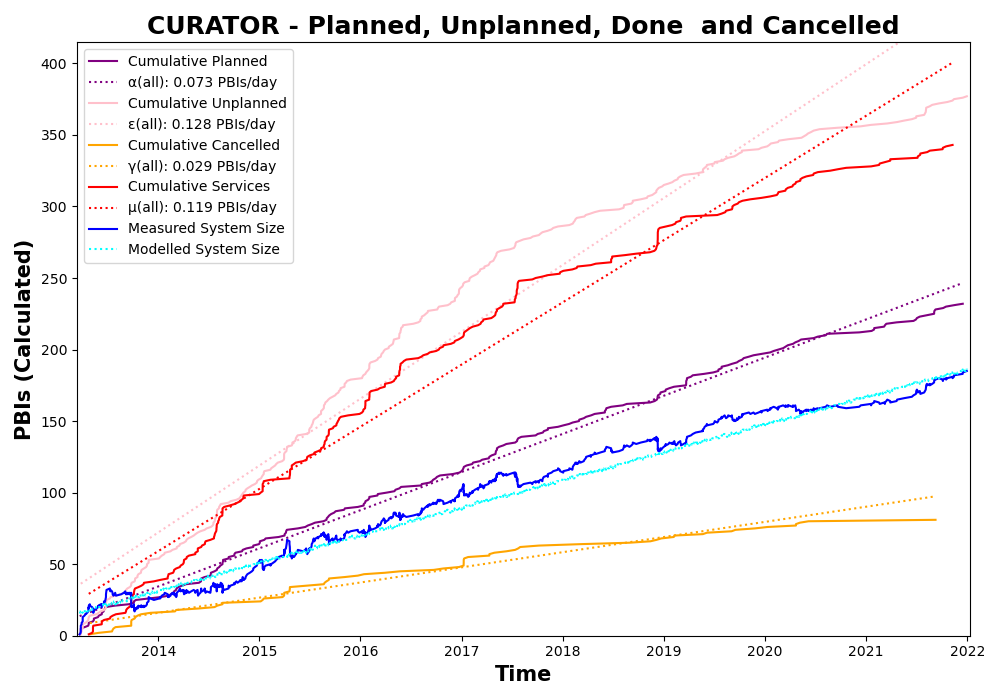 CURATOR - Planned, Unplanned, Done  and Cancelled
Cumulative Planned
α(all): 0.073 PBIs/day
Cumulative Unplanned
ε(all): 0.128 PBIs/day
Cumulative Cancelled
γ(all): 0.029 PBIs/day
Cumulative Services
μ(all): 0.119 PBIs/day
Measured System Size
Modelled System Size
PBIs (Calculated)
400
350
300
250
200
150
100
50
0
2014 2015 2016 2017 2018 2019 2020 2021 2022
Time